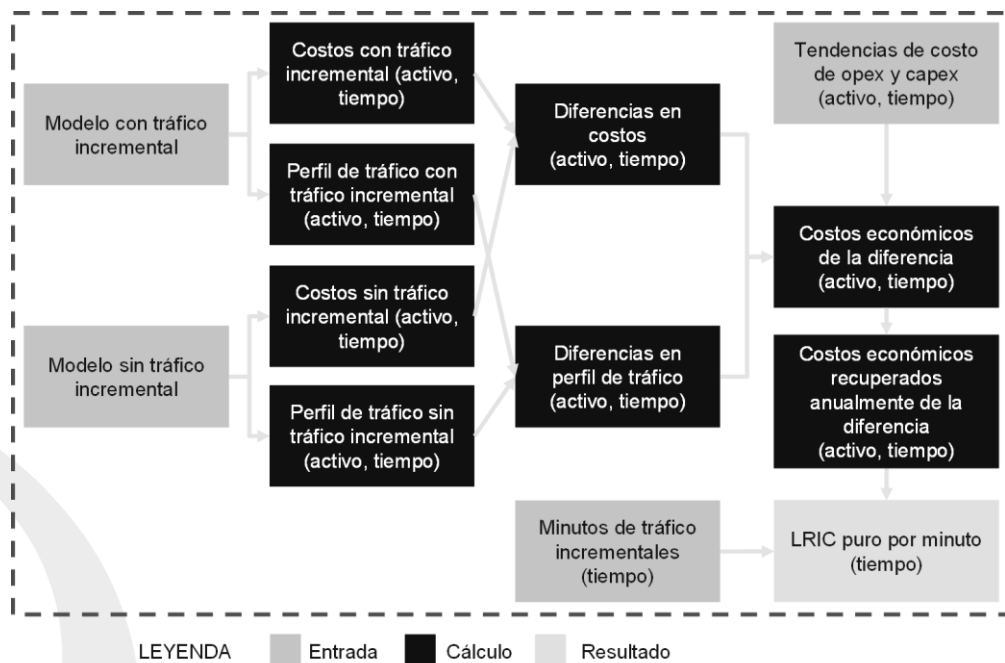 Modelo con tráfico
incremental
Modelo sin tráfico
incremental
Costos con tráfico
incremental (activo,
tiempo)
Perfil de tráfico con
tráfico incremental
(activo, tiempo)
Costos sin tráfico
incremental (activo,
tiempo)
Perfil de tráfico sin
tráfico incremental
(activo, tiempo)
Diferencias en
costos
(activo, tiempo)
Diferencias en
perfil de tráfico
(activo, tiempo)
Minutos de tráfico
incrementales
(tiempo)
Tendencias de costo
de opex y capex
(activo, tiempo)
Costos económicos
de la diferencia
(activo, tiempo)
Costos económicos
recuperados
anualmente de la
diferencia
(activo, tiempo)
LRIC puro por minuto
(tiempo)
LEYENDA
Entrada
Cálculo
Resultado